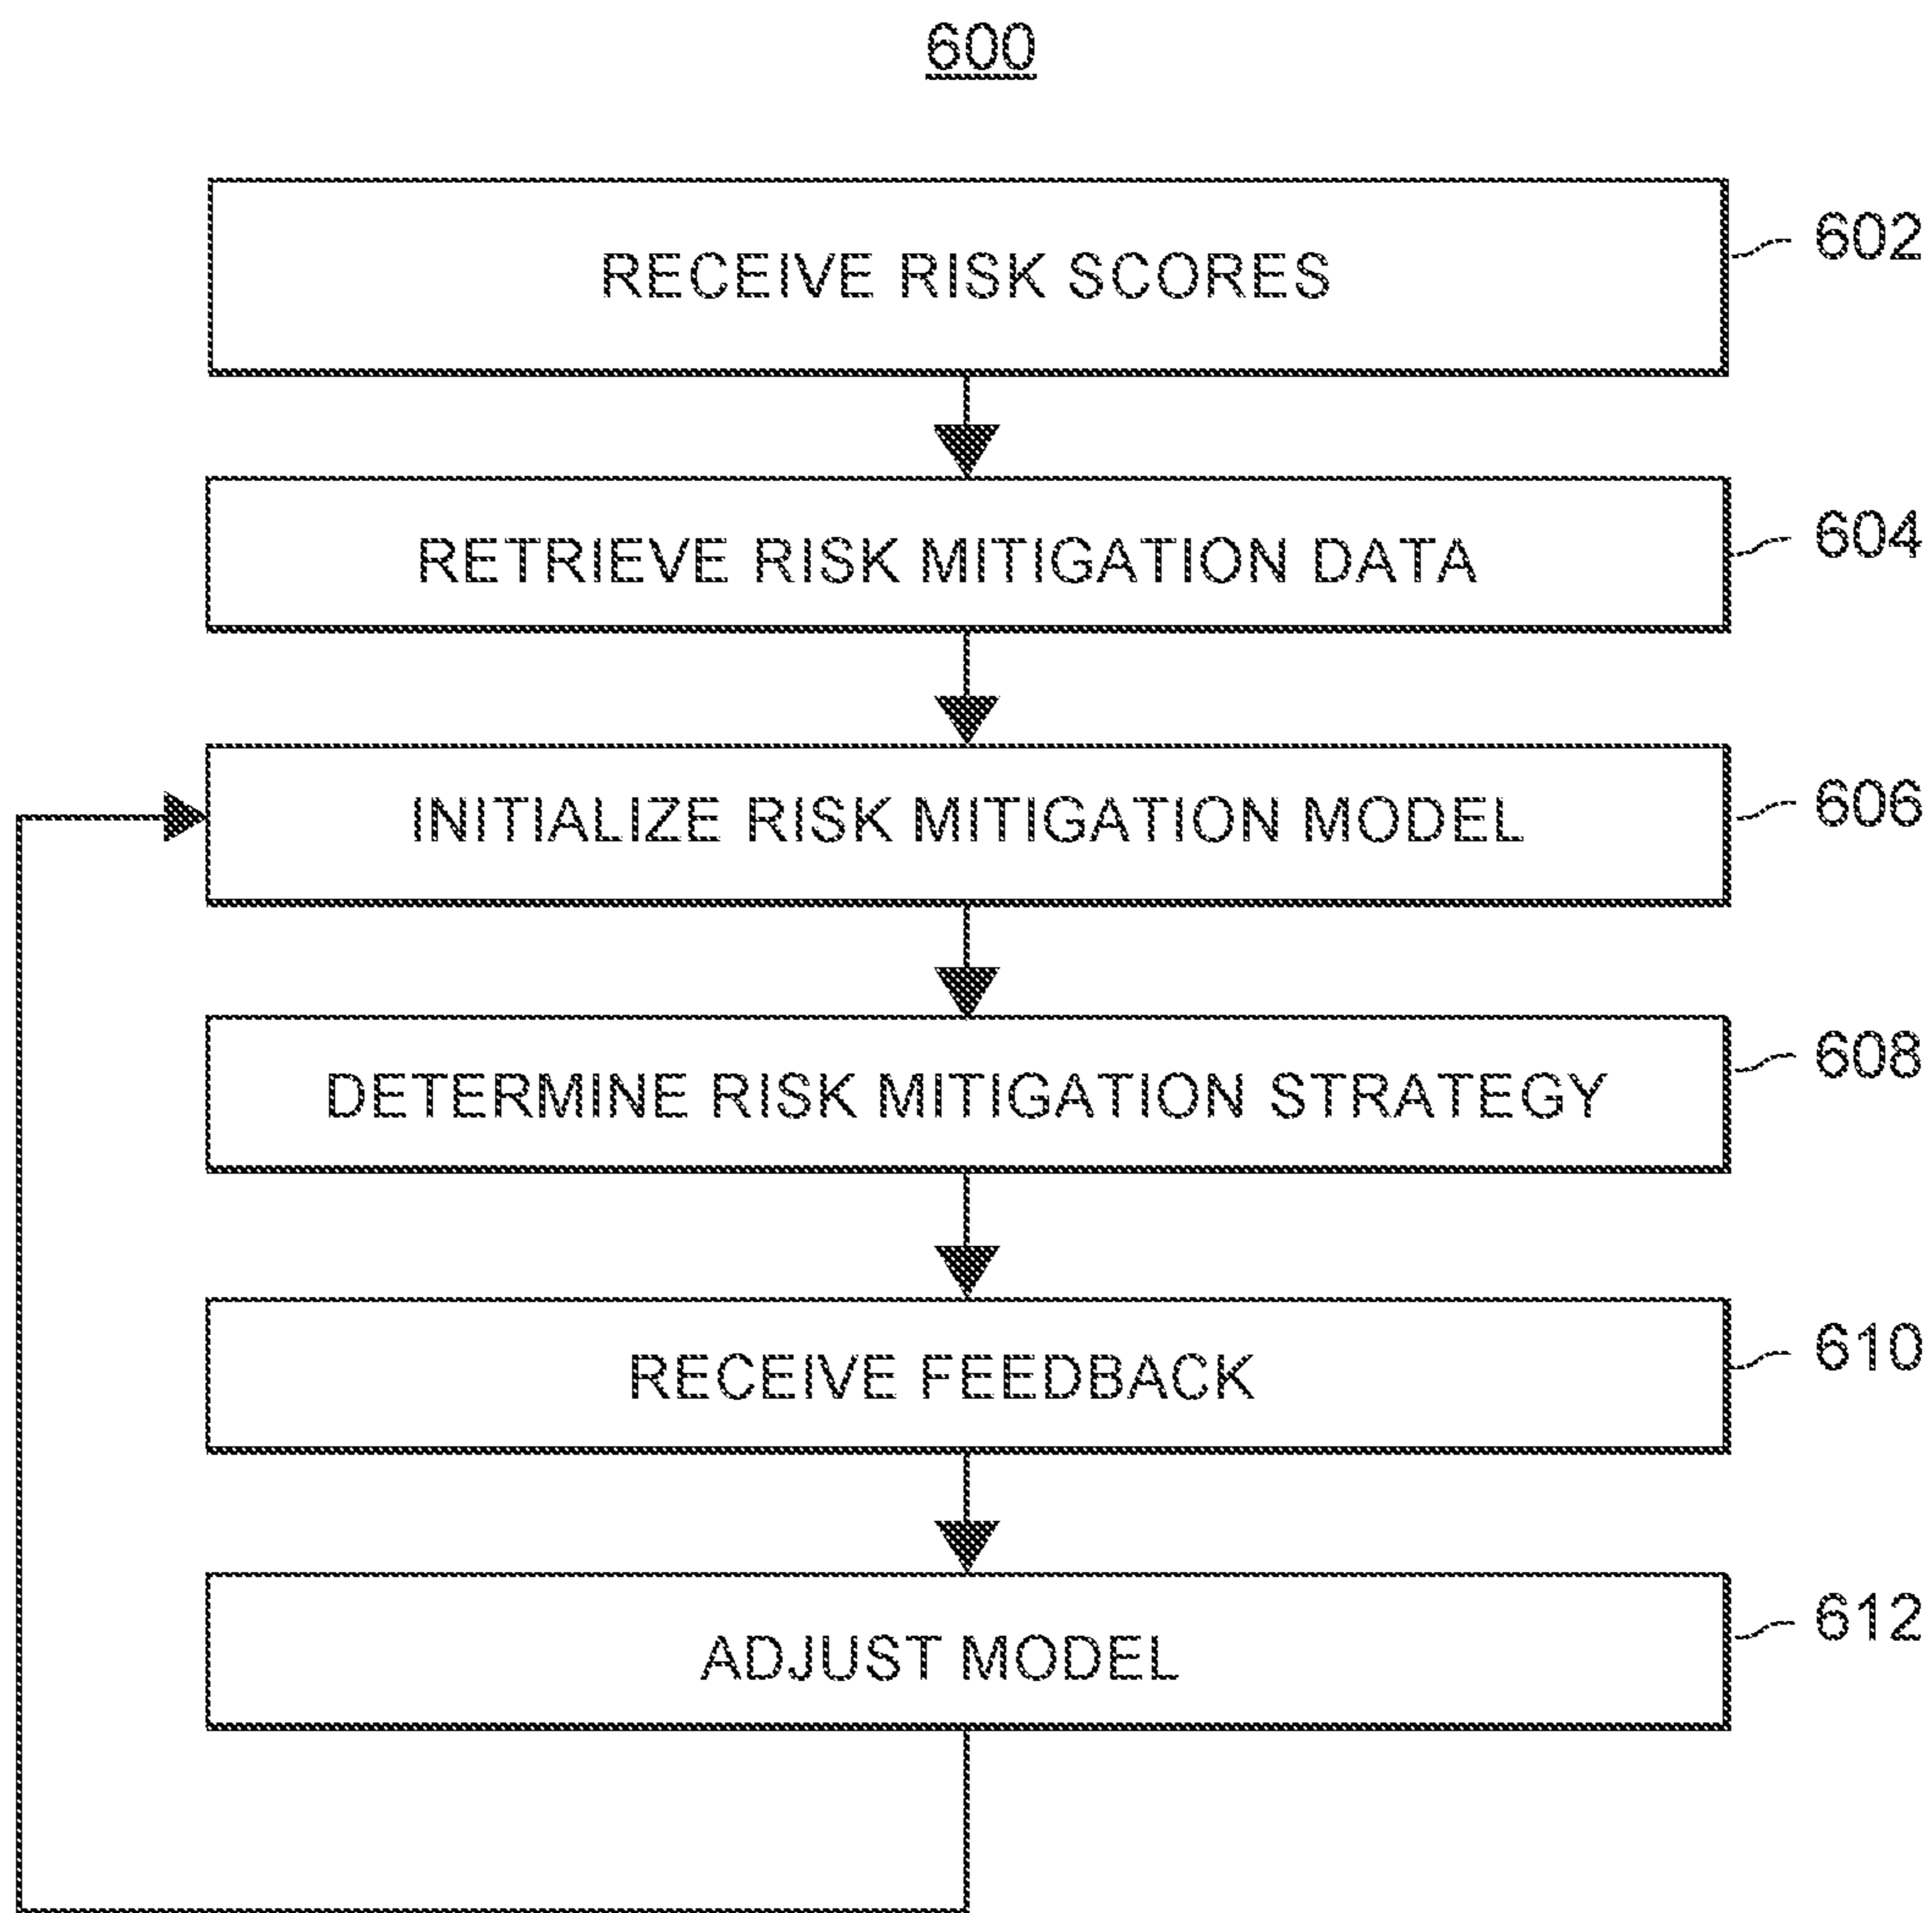 600
RECEIVE RISK SCORES
602
RETRIEVE RISK MITIGATION DATA
604
INITIALIZE RISK MITIGATION MODEL
606
DETERMINE RISK MITIGATION STRATEGY
608
RECEIVE FEEDBACK
610
ADJUST MODEL
612